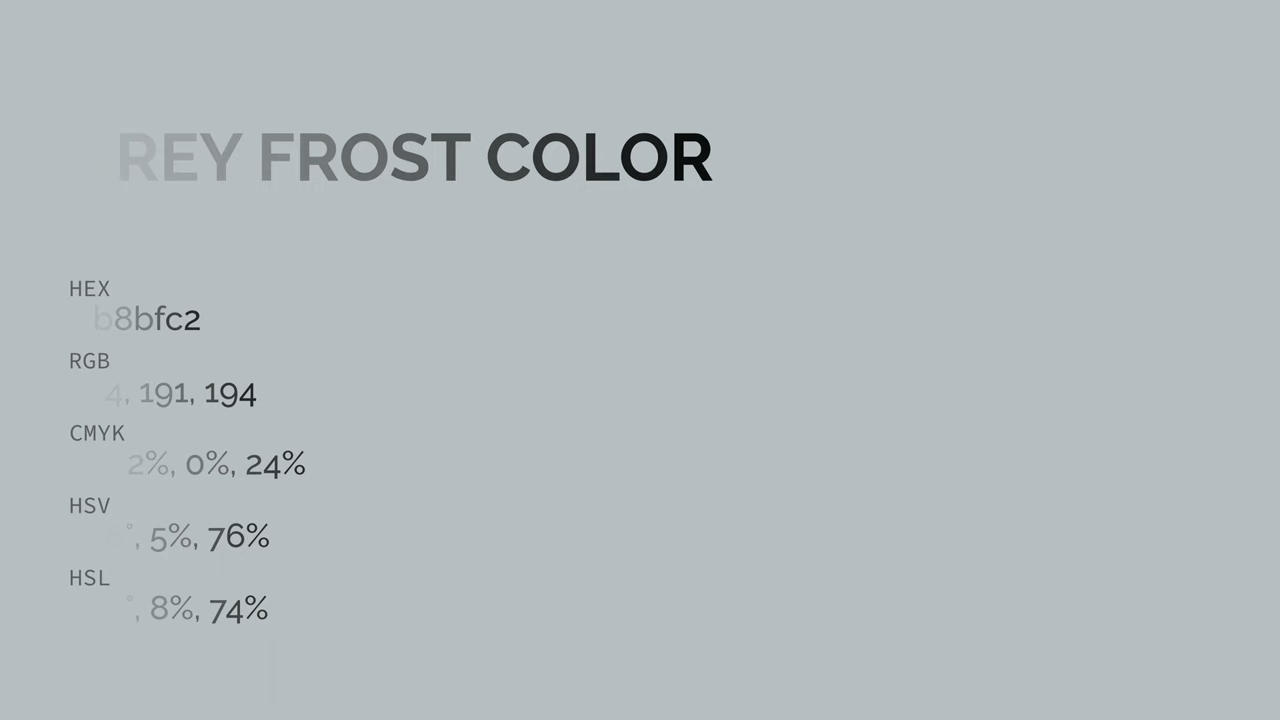 REY FROST COLOR
HEX
b8bfc2
RGB
4, 191, 194
CMYK
2%, 0%, 24%
HSV
°, 5%, 76%
HSL
°, 8%, 74%